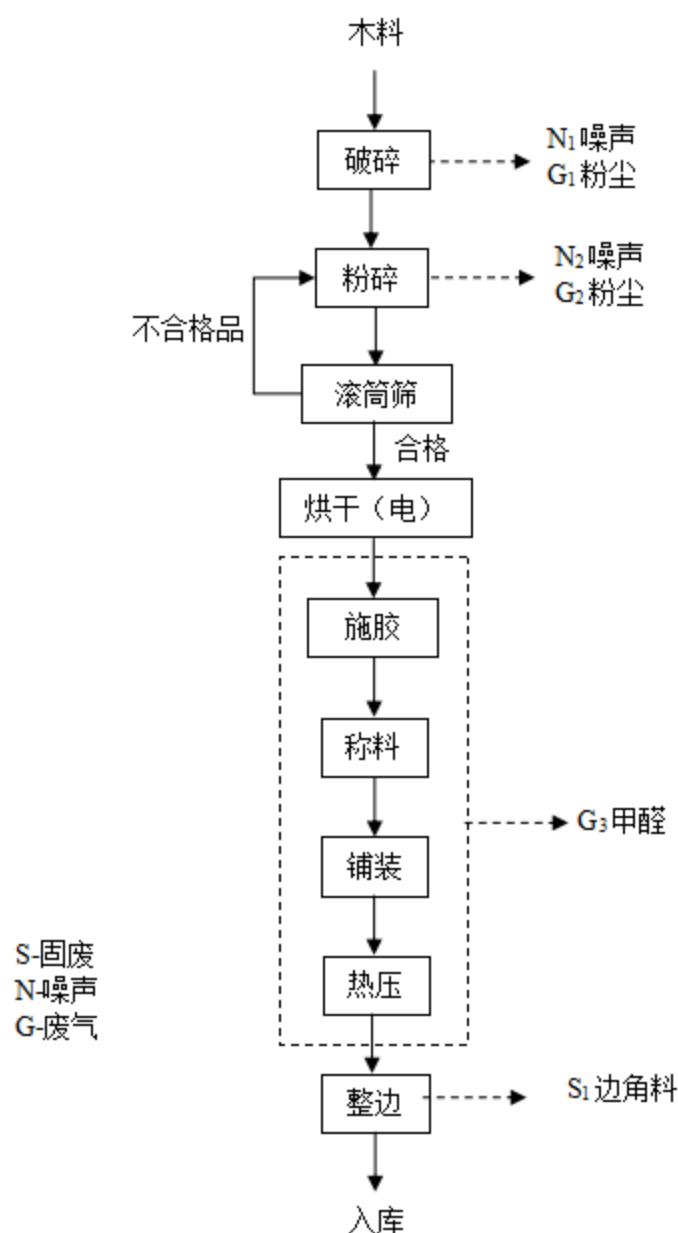 木料
破碎
N₁噪声
G₁粉尘
粉碎
N₂噪声
G₂粉尘
不合格品
滚筒筛
合格
烘干（电）
施胶
称料
铺装
G₃甲醛
热压
S-固废
N-噪声
G-废气
整边
S₁边角料
入库